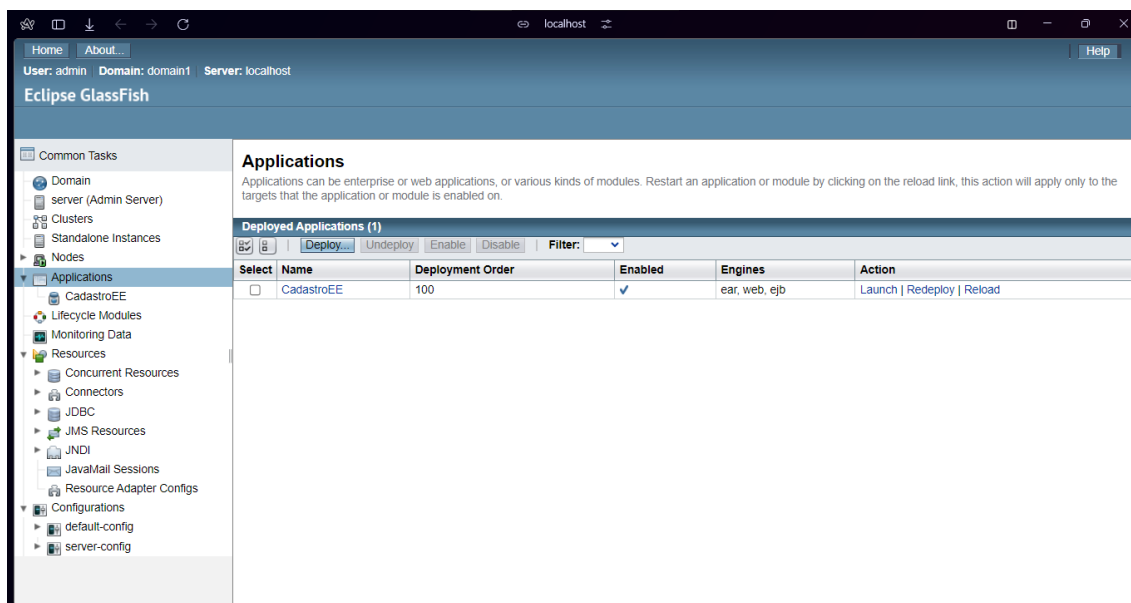 localhost
Home About... Help
User: admin Domain: domain1 Server: localhost
Eclipse GlassFish
Common Tasks
Domain
server (Admin Server)
Clusters
Standalone Instances
Nodes
Applications
CadastroEE
Lifecycle Modules
Monitoring Data
Resources
Concurrent Resources
Connectors
JDBC
JMS Resources
JNDI
JavaMail Sessions
Resource Adapter Configs
Configurations
default-config
server-config
Applications
Applications can be enterprise or web applications, or various kinds of modules. Restart an application or module by clicking on the reload link, this action will apply only to the
targets that the application or module is enabled on.
Deployed Applications (1)
Deploy... Undeploy Enable Disable Filter:
Select Name Deployment Order Enabled Engines Action
CadastroEE 100 ear, web, ejb Launch | Redeploy | Reload